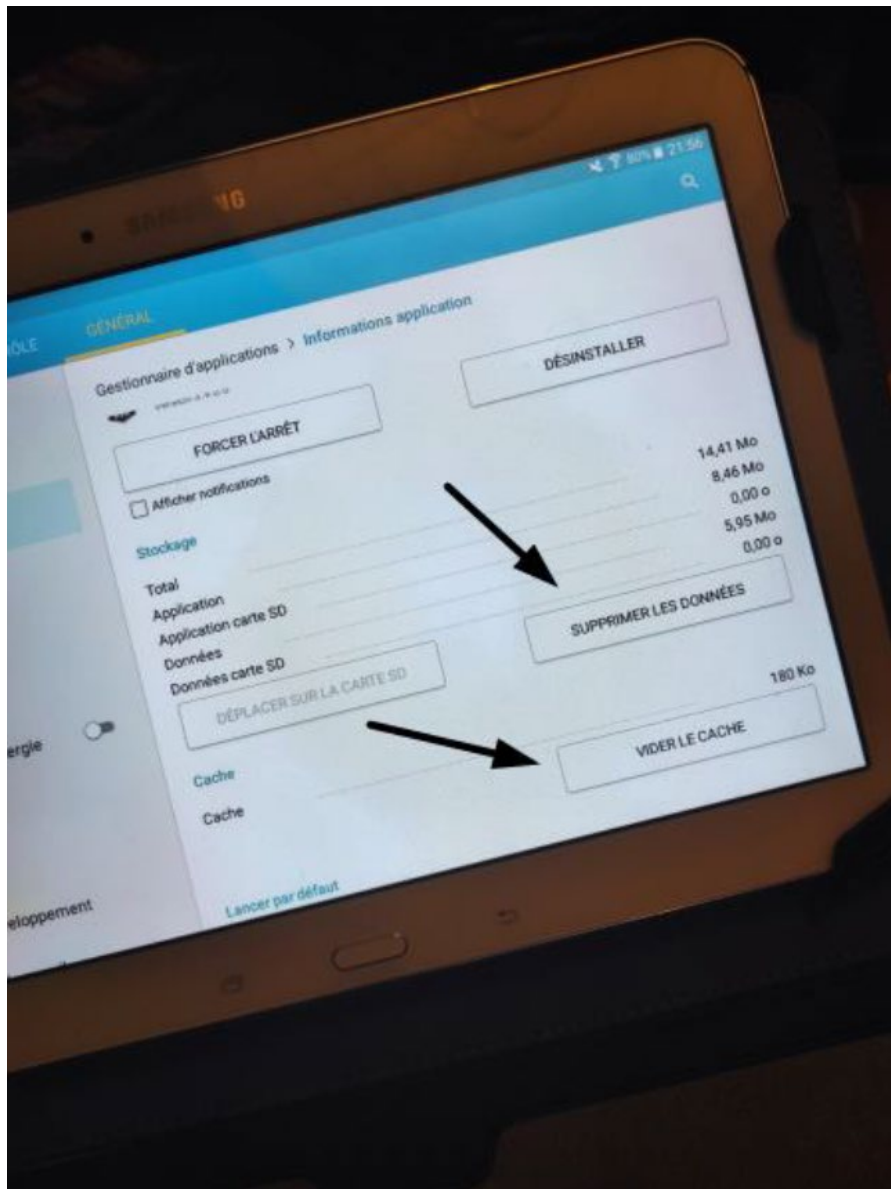 SAMSUNG
80% 21:56
GÉNÉRAL
Gestionnaire d'applications > Informations application
FORCER L'ARRÊT
DÉSINSTALLER
Afficher notifications
Stockage
Total 14,41 Mo
Application 8,46 Mo
Application carte SD 0,00 o
Données 5,95 Mo
Données carte SD 0,00 o
DÉPLACER SUR LA CARTE SD
SUPPRIMER LES DONNÉES
Cache
Cache 180 Ko
VIDER LE CACHE
Lancer par défaut